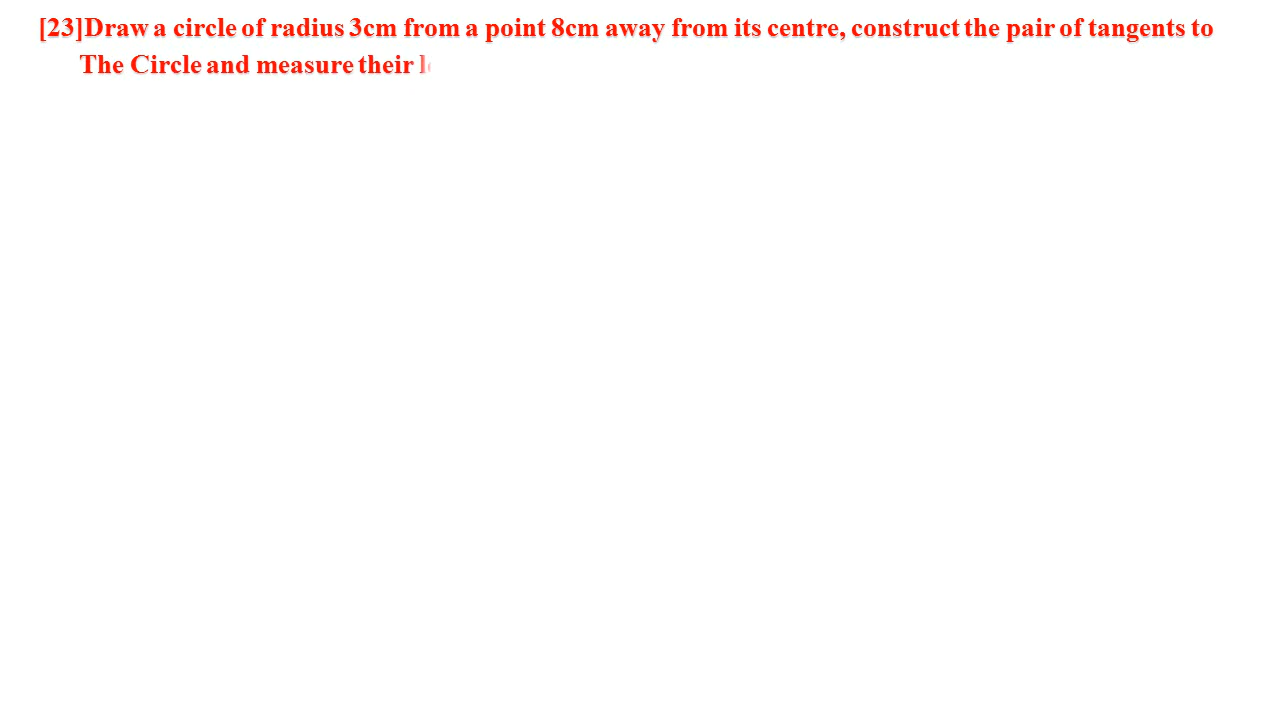 [23]Draw a circle of radius 3cm from a point 8cm away from its centre, construct the pair of tangents to
The Circle and measure their